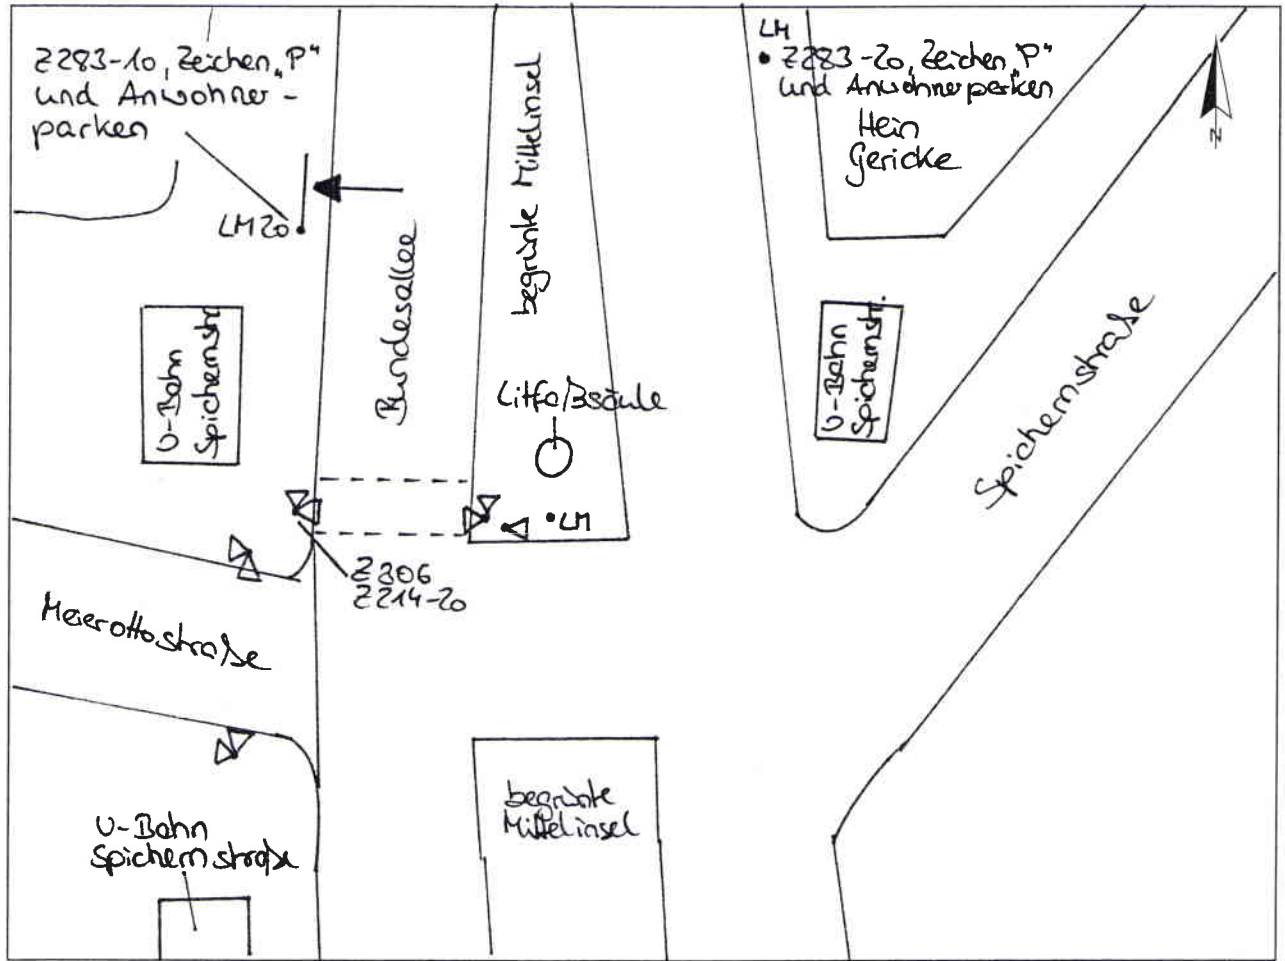 Z283-10, Zeichen „P“
und Anwohner-
parken
LM20
U-Bahn
Spichernstr.
Bundesallee
begrünte Mittelinsel
Litfaßsäule
LM
Z306
Z214-20
Meierottostraße
U-Bahn
Spichernstraße
begrünte
Mittelinsel
LM
Z283-20, Zeichen "P"
und Anwohnerparken
Hein
Gericke
U-Bahn
Spichernstr.
Spichernstraße
N